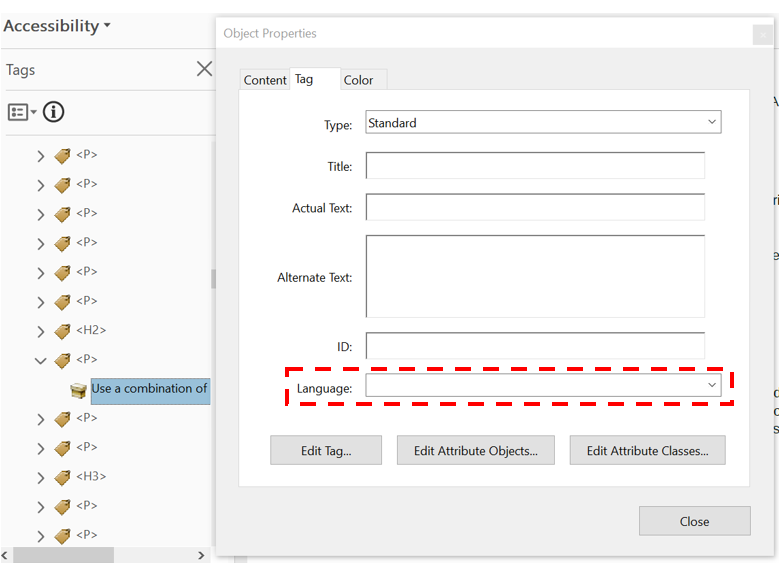 Accessibility
Tags
<P>
<P>
<P>
<P>
<P>
<P>
<H2>
<P>
Use a combination of
<P>
<P>
<H3>
<P>
<P>
Object Properties
Content Tag Color
Type: Standard
Title:
Actual Text:
Alternate Text:
ID:
Language:
Edit Tag... Edit Attribute Objects... Edit Attribute Classes...
Close